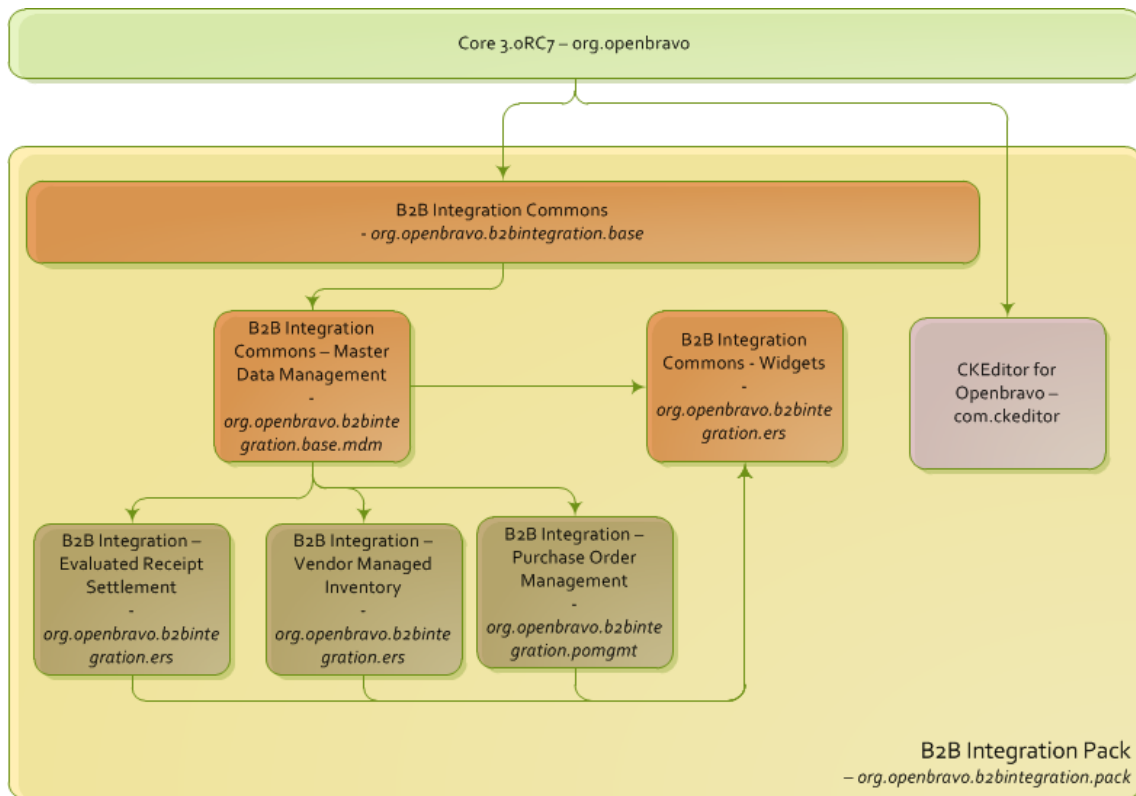 Core 3.0RC7 – org.openbravo
B2B Integration Commons
- org.openbravo.b2bintegration.base
B2B Integration
Commons – Master
Data Management
-
org.openbravo.b2binte
gration.base.mdm
B2B Integration
Commons - Widgets
-
org.openbravo.b2binte
gration.ers
CKEditor for
Openbravo –
com.ckeditor
B2B Integration –
Evaluated Receipt
Settlement
-
org.openbravo.b2binte
gration.ers
B2B Integration –
Vendor Managed
Inventory
-
org.openbravo.b2binte
gration.ers
B2B Integration –
Purchase Order
Management
-
org.openbravo.b2binte
gration.pomgmt
B2B Integration Pack
– org.openbravo.b2bintegration.pack